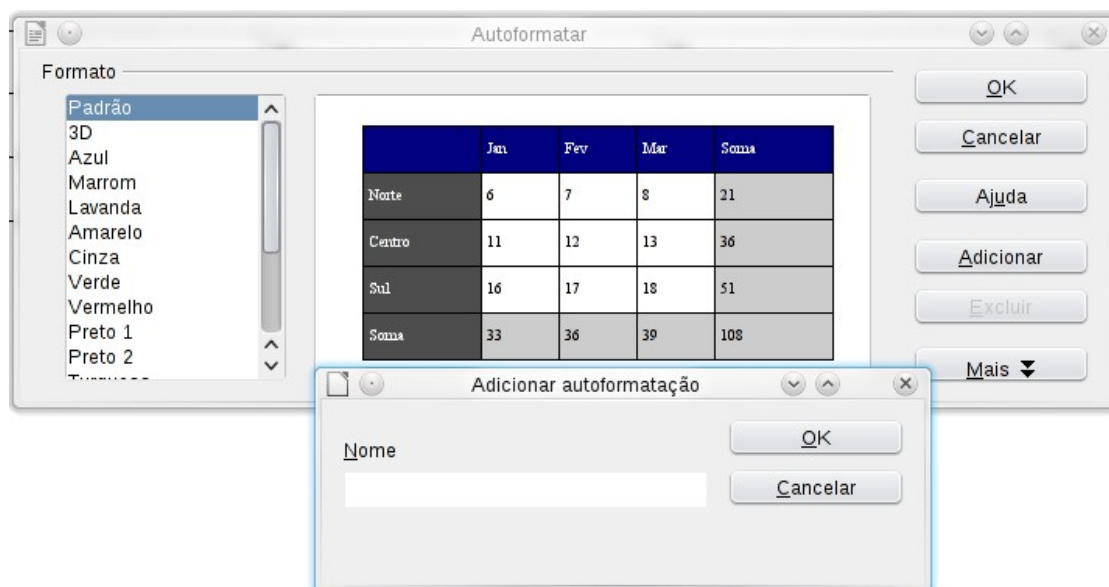 Autoformatar
Formato
Padrão
3D
Azul
Marrom
Lavanda
Amarelo
Cinza
Verde
Vermelho
Preto 1
Preto 2
Jan Fev Mar Soma
Norte 6 7 8 21
Centro 11 12 13 36
Sul 16 17 18 51
Soma 33 36 39 108
OK
Cancelar
Ajuda
Adicionar
Excluir
Mais
Adicionar autoformatação
Nome
OK
Cancelar